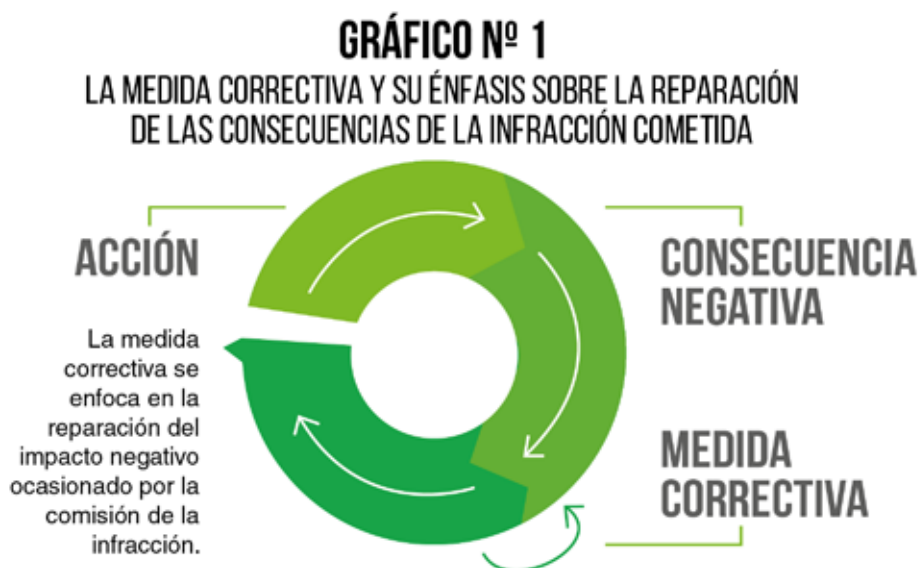 GRÁFICO Nº 1
LA MEDIDA CORRECTIVA Y SU ÉNFASIS SOBRE LA REPARACIÓN
DE LAS CONSECUENCIAS DE LA INFRACCIÓN COMETIDA
ACCIÓN
CONSECUENCIA
NEGATIVA
La medida
correctiva se
enfoca en la
reparación del
impacto negativo
ocasionado por la
comisión de la
infracción.
MEDIDA
CORRECTIVA